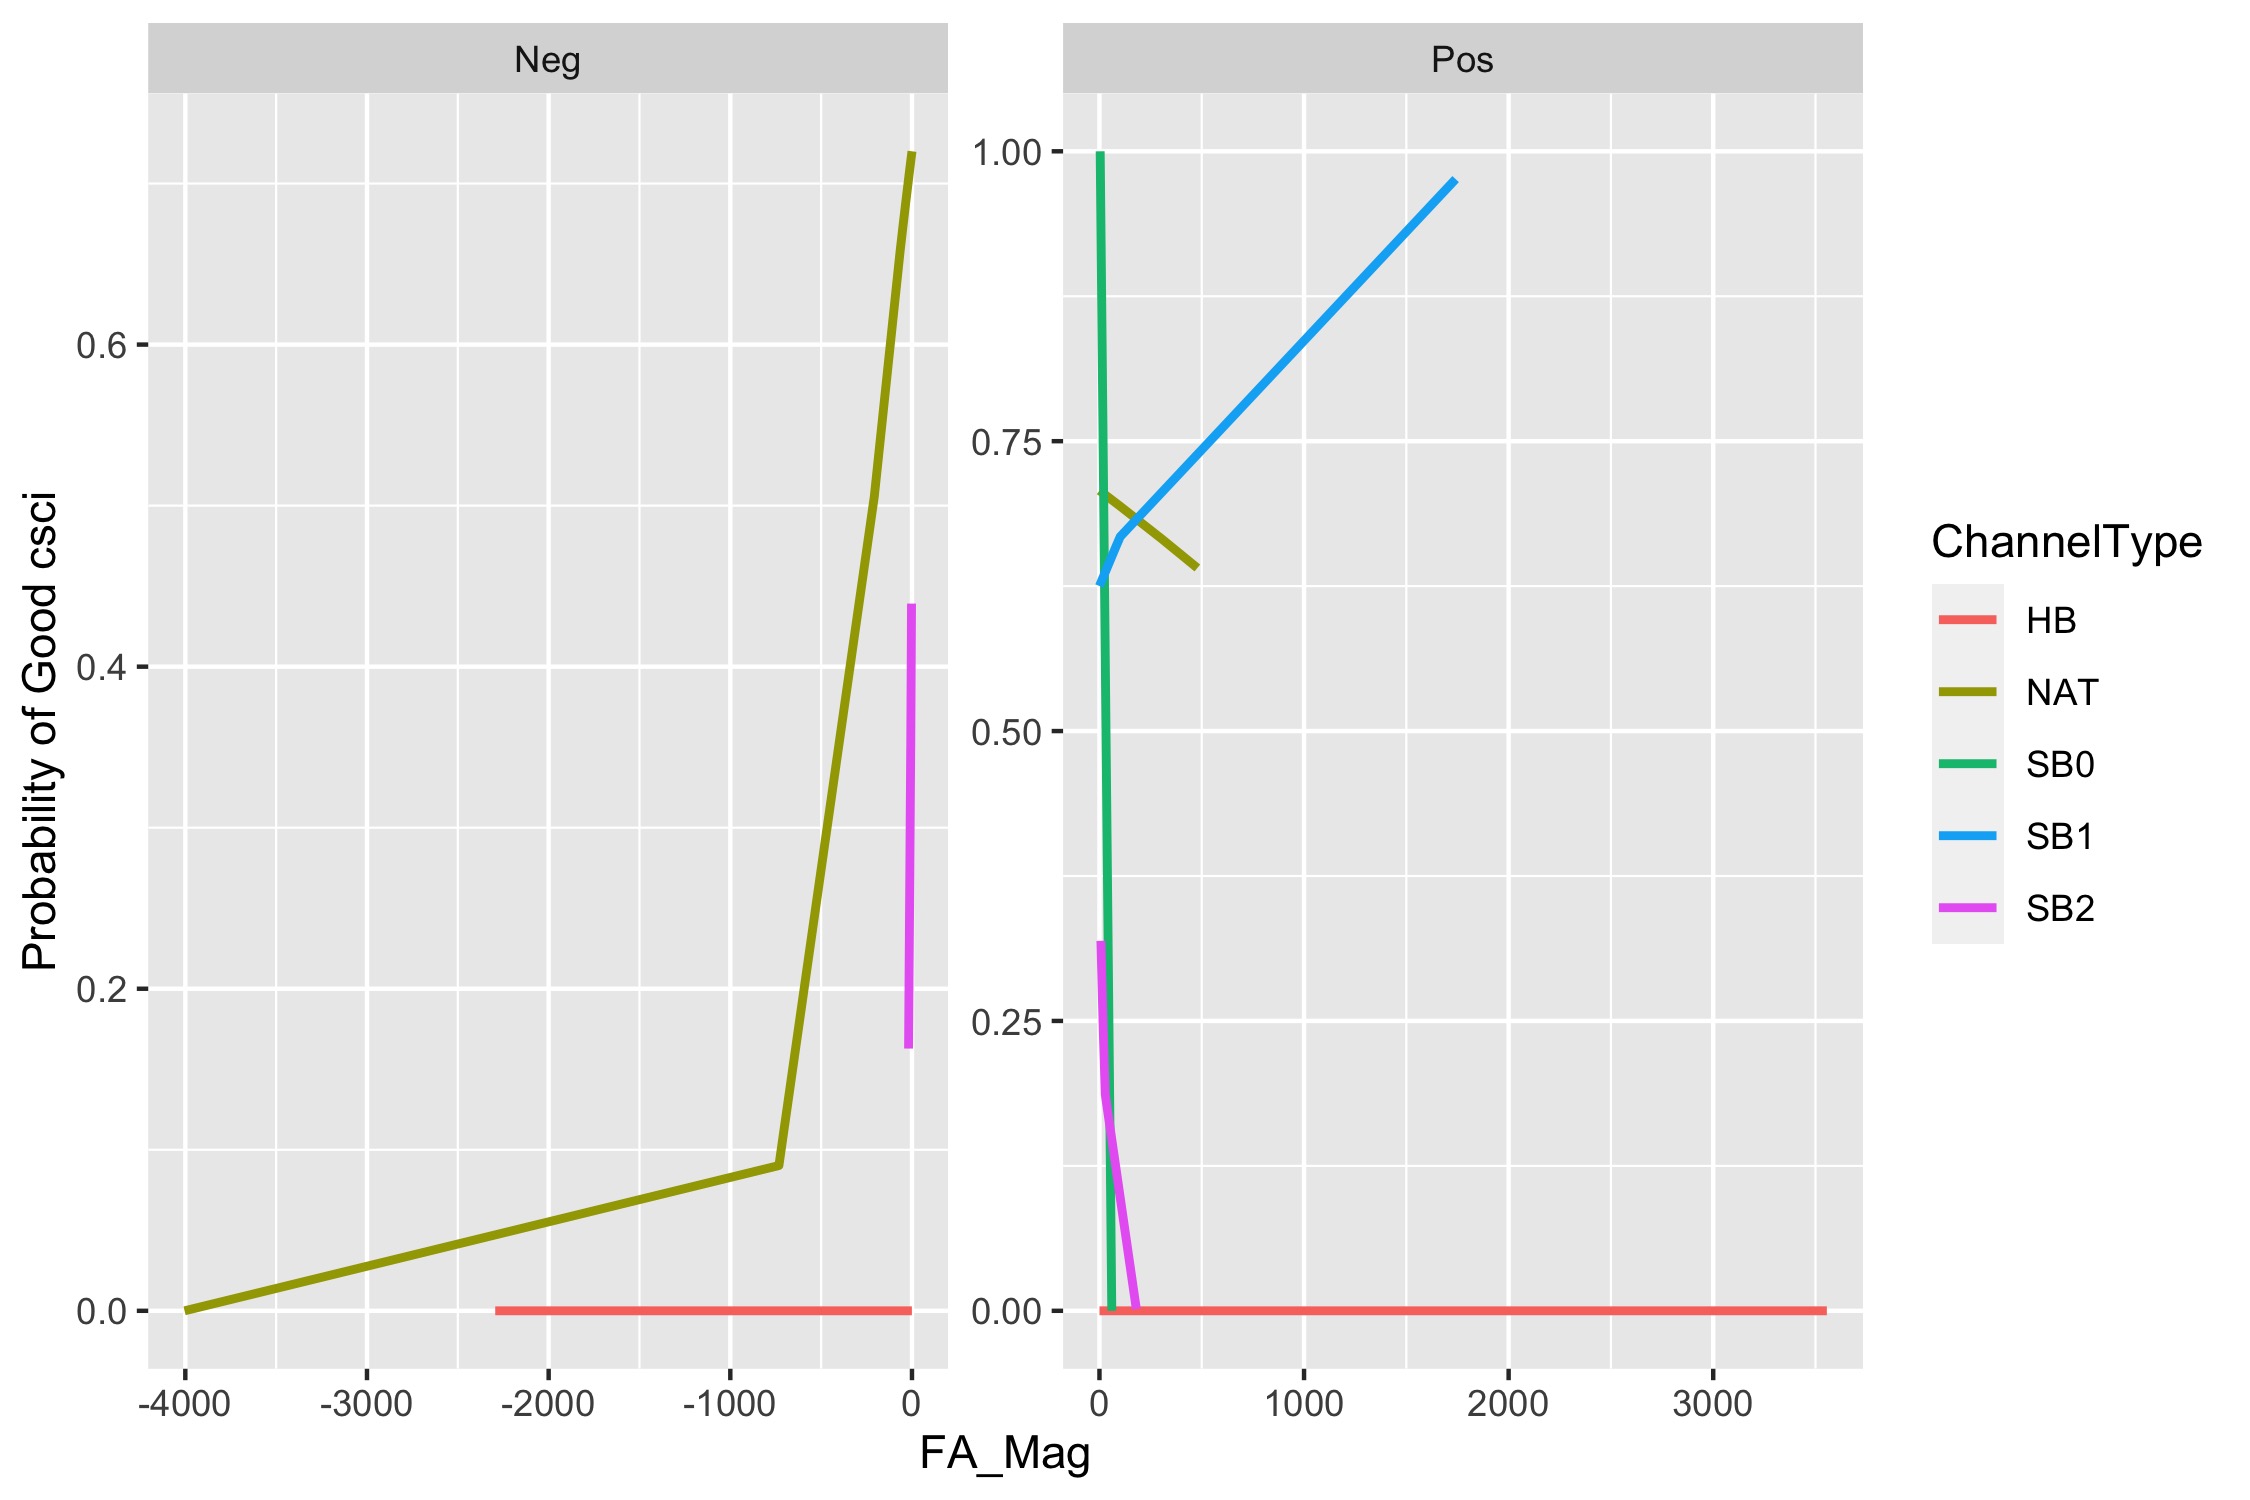 Neg
Pos
Probability of Good csci
0.6
0.4
0.2
0.0
1.00
0.75
0.50
0.25
0.00
-4000
-3000
-2000
-1000
0
0
1000
2000
3000
FA_Mag
ChannelType
HB
NAT
SB0
SB1
SB2